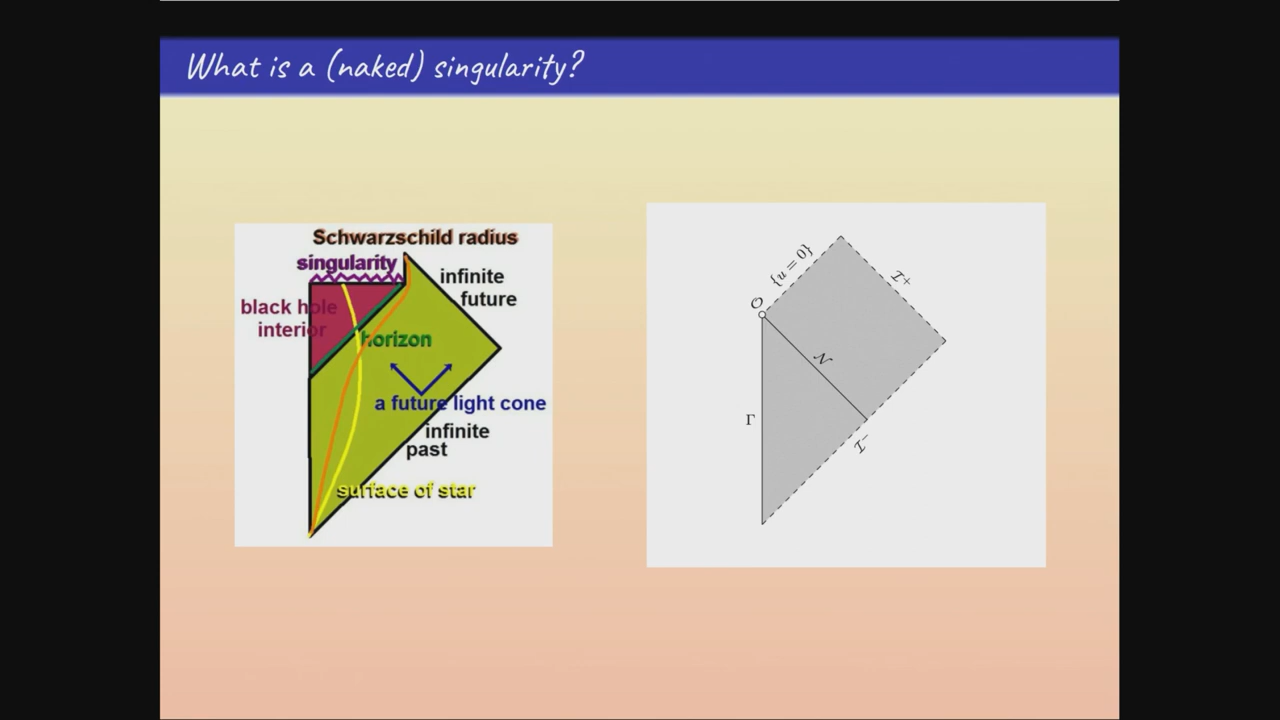 What is a (naked) singularity?
Schwarzschild radius
singularity
infinite
future
black hole
interior
horizon
a future light cone
infinite
past
surface of star
{u = 0}
𝓘⁺
𝒪
𝒩
Γ
𝓘⁻